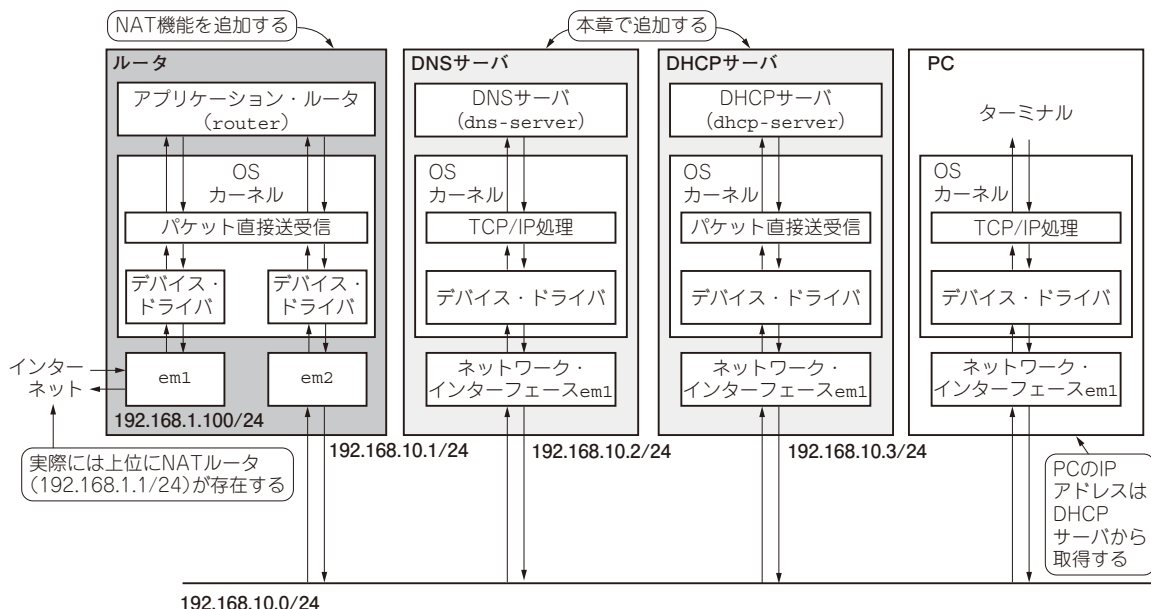 NAT機能を追加する
本章で追加する
ルータ
アプリケーション・ルータ
(router)
OS
カーネル
パケット直接送受信
デバイス・
ドライバ
デバイス・
ドライバ
em1
em2
インター
ネット
192.168.1.100/24
実際には上位にNATルータ
(192.168.1.1/24)が存在する
192.168.10.1/24
DNSサーバ
DNSサーバ
(dns-server)
OS
カーネル
TCP/IP処理
デバイス・ドライバ
ネットワーク・
インターフェースem1
192.168.10.2/24
DHCPサーバ
DHCPサーバ
(dhcp-server)
OS
カーネル
パケット直接送受信
デバイス・ドライバ
ネットワーク・
インターフェースem1
192.168.10.3/24
PC
ターミナル
OS
カーネル
TCP/IP処理
デバイス・ドライバ
ネットワーク・
インターフェースem1
PCのIP
アドレスは
DHCP
サーバから
取得する
192.168.10.0/24